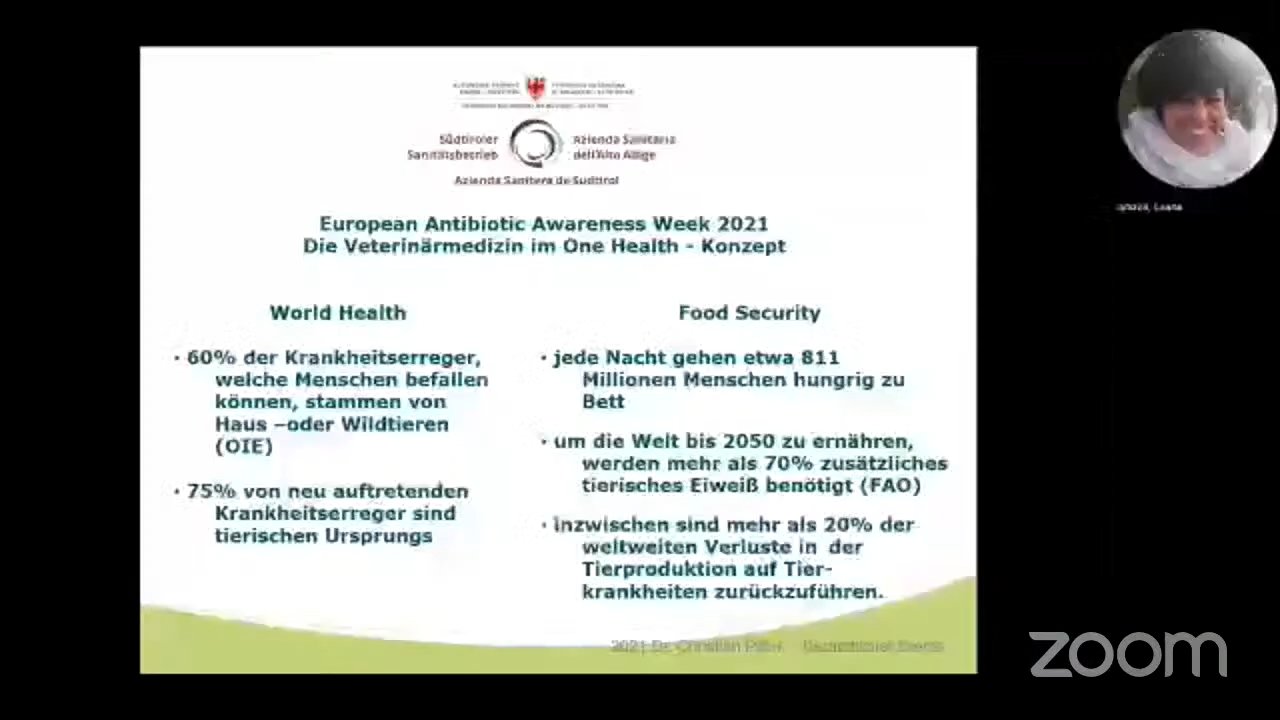 Südtiroler
Sanitätsbetrieb
Azienda Sanitaria
dell'Alto Adige
Azienda Sanitera de Sudtirol
European Antibiotic Awareness Week 2021
Die Veterinärmedizin im One Health - Konzept
World Health
· 60% der Krankheitserreger,
welche Menschen befallen
können, stammen von
Haus –oder Wildtieren
(OIE)
· 75% von neu auftretenden
Krankheitserreger sind
tierischen Ursprungs
Food Security
· jede Nacht gehen etwa 811
Millionen Menschen hungrig zu
Bett
· um die Welt bis 2050 zu ernähren,
werden mehr als 70% zusätzliches
tierisches Eiweiß benötigt (FAO)
· inzwischen sind mehr als 20% der
weltweiten Verluste in der
Tierproduktion auf Tier-
krankheiten zurückzuführen.
2021 Dr. Christian
zoom